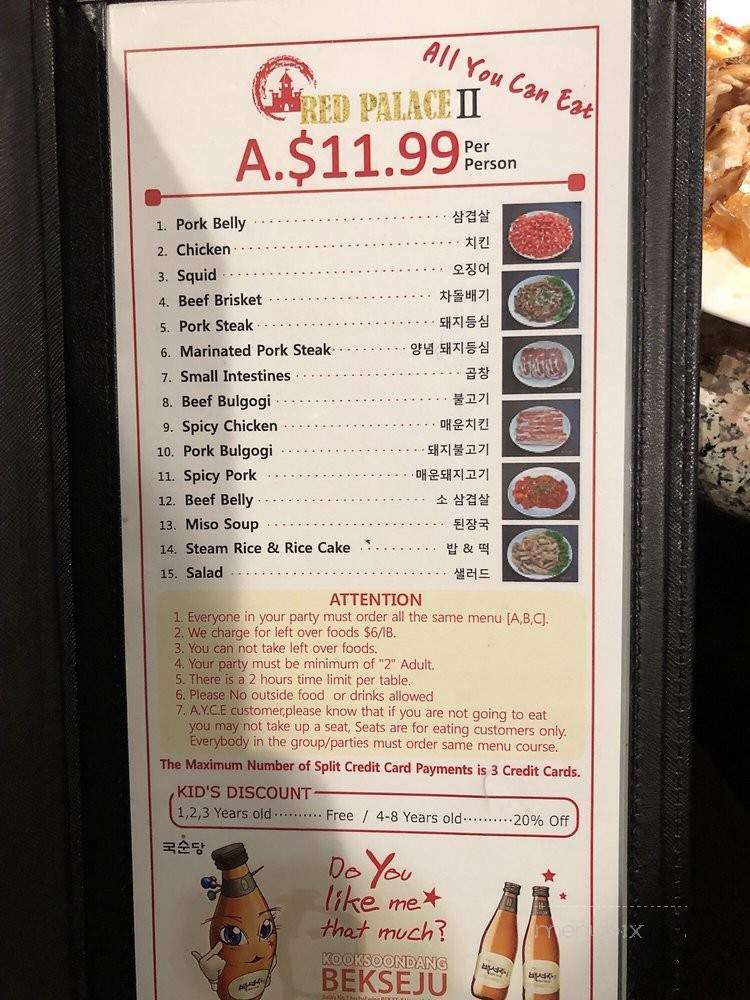 All You Can Eat
RED PALACE II
A.$11.99 Per Person
1. Pork Belly 삼겹살
2. Chicken 치킨
3. Squid 오징어
4. Beef Brisket 차돌배기
5. Pork Steak 돼지등심
6. Marinated Pork Steak 양념 돼지등심
7. Small Intestines 곱창
8. Beef Bulgogi 불고기
9. Spicy Chicken 매운치킨
10. Pork Bulgogi 돼지불고기
11. Spicy Pork 매운돼지고기
12. Beef Belly 소 삼겹살
13. Miso Soup 된장국
14. Steam Rice & Rice Cake 밥 & 떡
15. Salad 샐러드
ATTENTION
1. Everyone in your party must order all the same menu [A,B,C].
2. We charge for left over foods $6/IB.
3. You can not take left over foods.
4. Your party must be minimum of "2" Adult.
5. There is a 2 hours time limit per table.
6. Please No outside food or drinks allowed
7. A.Y.C.E customer,please know that if you are not going to eat
you may not take up a seat, Seats are for eating customers only.
Everybody in the group/parties must order same menu course.
The Maximum Number of Split Credit Card Payments is 3 Credit Cards.
KID'S DISCOUNT
1,2,3 Years old ·········· Free / 4-8 Years old··········20% Off
국순당
Do You
like me
that much?
KOOKSOONDANG
BEKSEJU
menupix